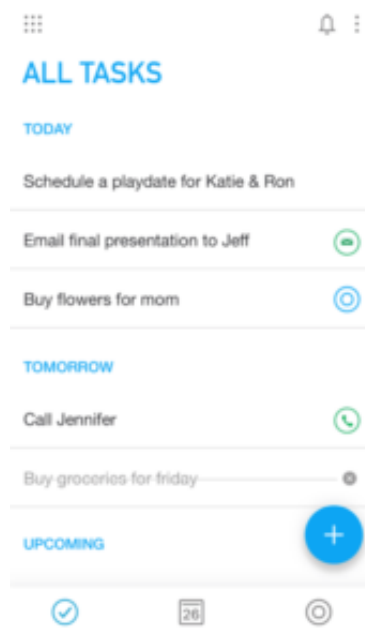 ALL TASKS
TODAY
Schedule a playdate for Katie & Ron
Email final presentation to Jeff
Buy flowers for mom
TOMORROW
Call Jennifer
Buy groceries for friday
UPCOMING
26